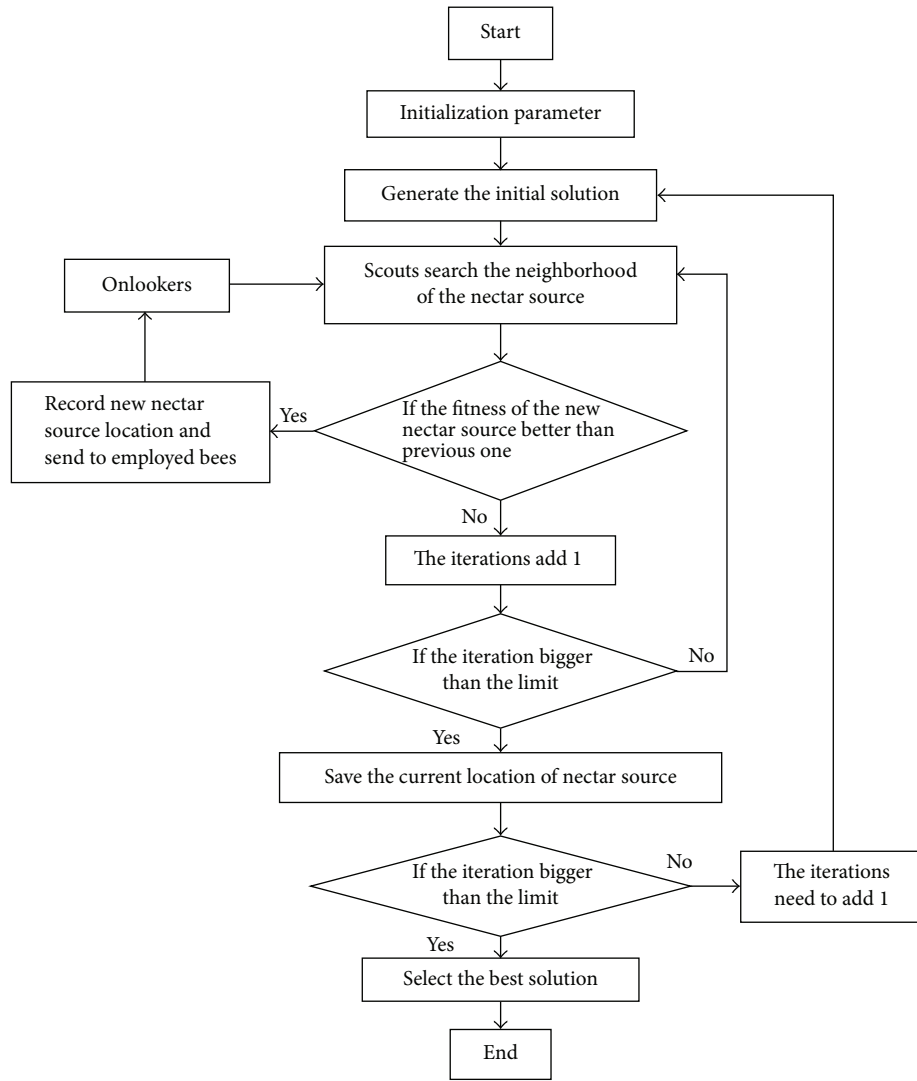 Start
Initialization parameter
Generate the initial solution
Scouts search the neighborhood
of the nectar source
Onlookers
Record new nectar
source location and
send to employed bees
Yes
If the fitness of the new
nectar source better than
previous one
No
The iterations add 1
If the iteration bigger
than the limit
No
Yes
Save the current location of nectar source
If the iteration bigger
than the limit
No
The iterations
need to add 1
Yes
Select the best solution
End